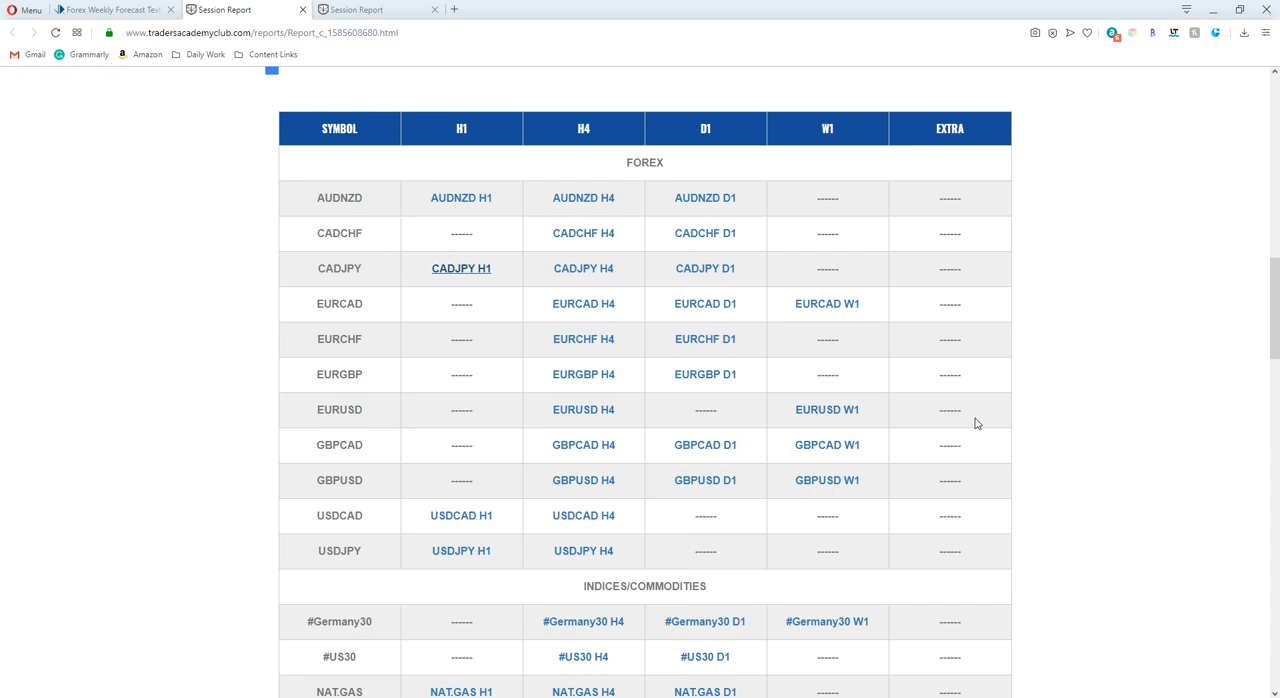 Menu Forex Weekly Forecast Text Session Report Session Report
www.tradersacademyclub.com/reports/Report_c_1585608680.html
Gmail Grammarly Amazon Daily Work Content Links
SYMBOL H1 H4 D1 W1 EXTRA
FOREX
AUDNZD AUDNZD H1 AUDNZD H4 AUDNZD D1 ------ ------
CADCHF ------ CADCHF H4 CADCHF D1 ------ ------
CADJPY CADJPY H1 CADJPY H4 CADJPY D1 ------ ------
EURCAD ------ EURCAD H4 EURCAD D1 EURCAD W1 ------
EURCHF ------ EURCHF H4 EURCHF D1 ------ ------
EURGBP ------ EURGBP H4 EURGBP D1 ------ ------
EURUSD ------ EURUSD H4 ------ EURUSD W1 ------
GBPCAD ------ GBPCAD H4 GBPCAD D1 GBPCAD W1 ------
GBPUSD ------ GBPUSD H4 GBPUSD D1 GBPUSD W1 ------
USDCAD USDCAD H1 USDCAD H4 ------ ------ ------
USDJPY USDJPY H1 USDJPY H4 ------ ------ ------
INDICES/COMMODITIES
#Germany30 ------ #Germany30 H4 #Germany30 D1 #Germany30 W1 ------
#US30 ------ #US30 H4 #US30 D1 ------ ------
NAT.GAS NAT.GAS H1 NAT.GAS H4 NAT.GAS D1 ------ ------